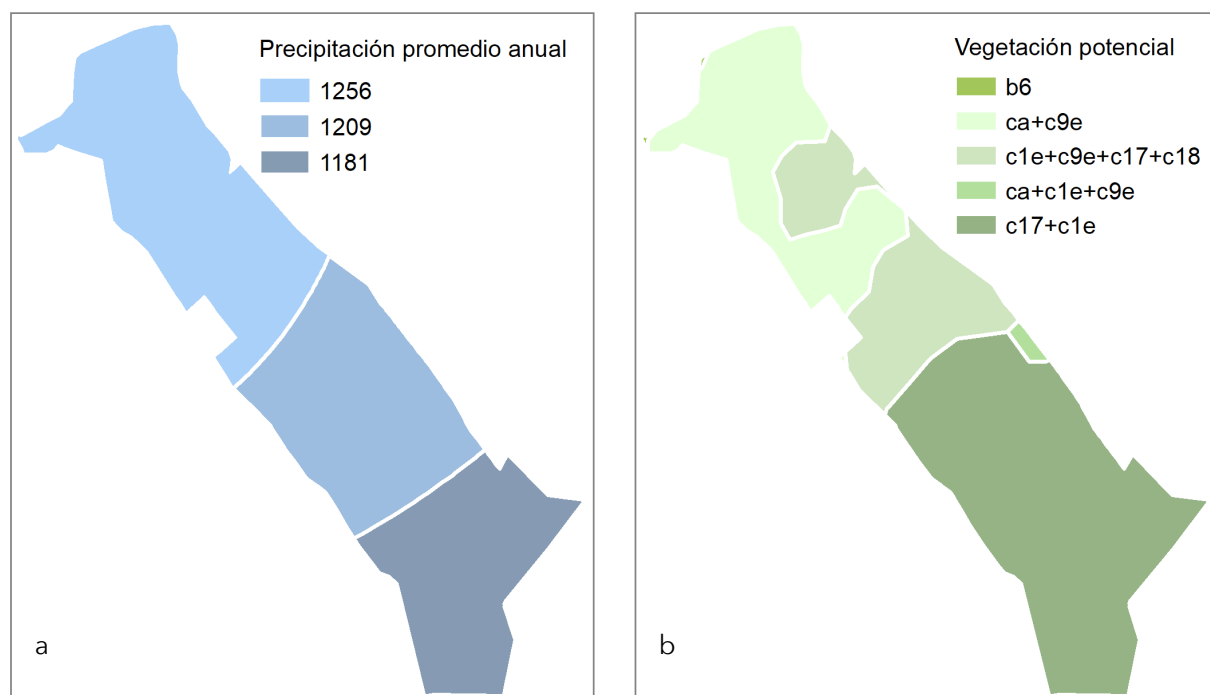 Precipitación promedio anual
1256
1209
1181
a
Vegetación potencial
b6
ca+c9e
c1e+c9e+c17+c18
ca+c1e+c9e
c17+c1e
b